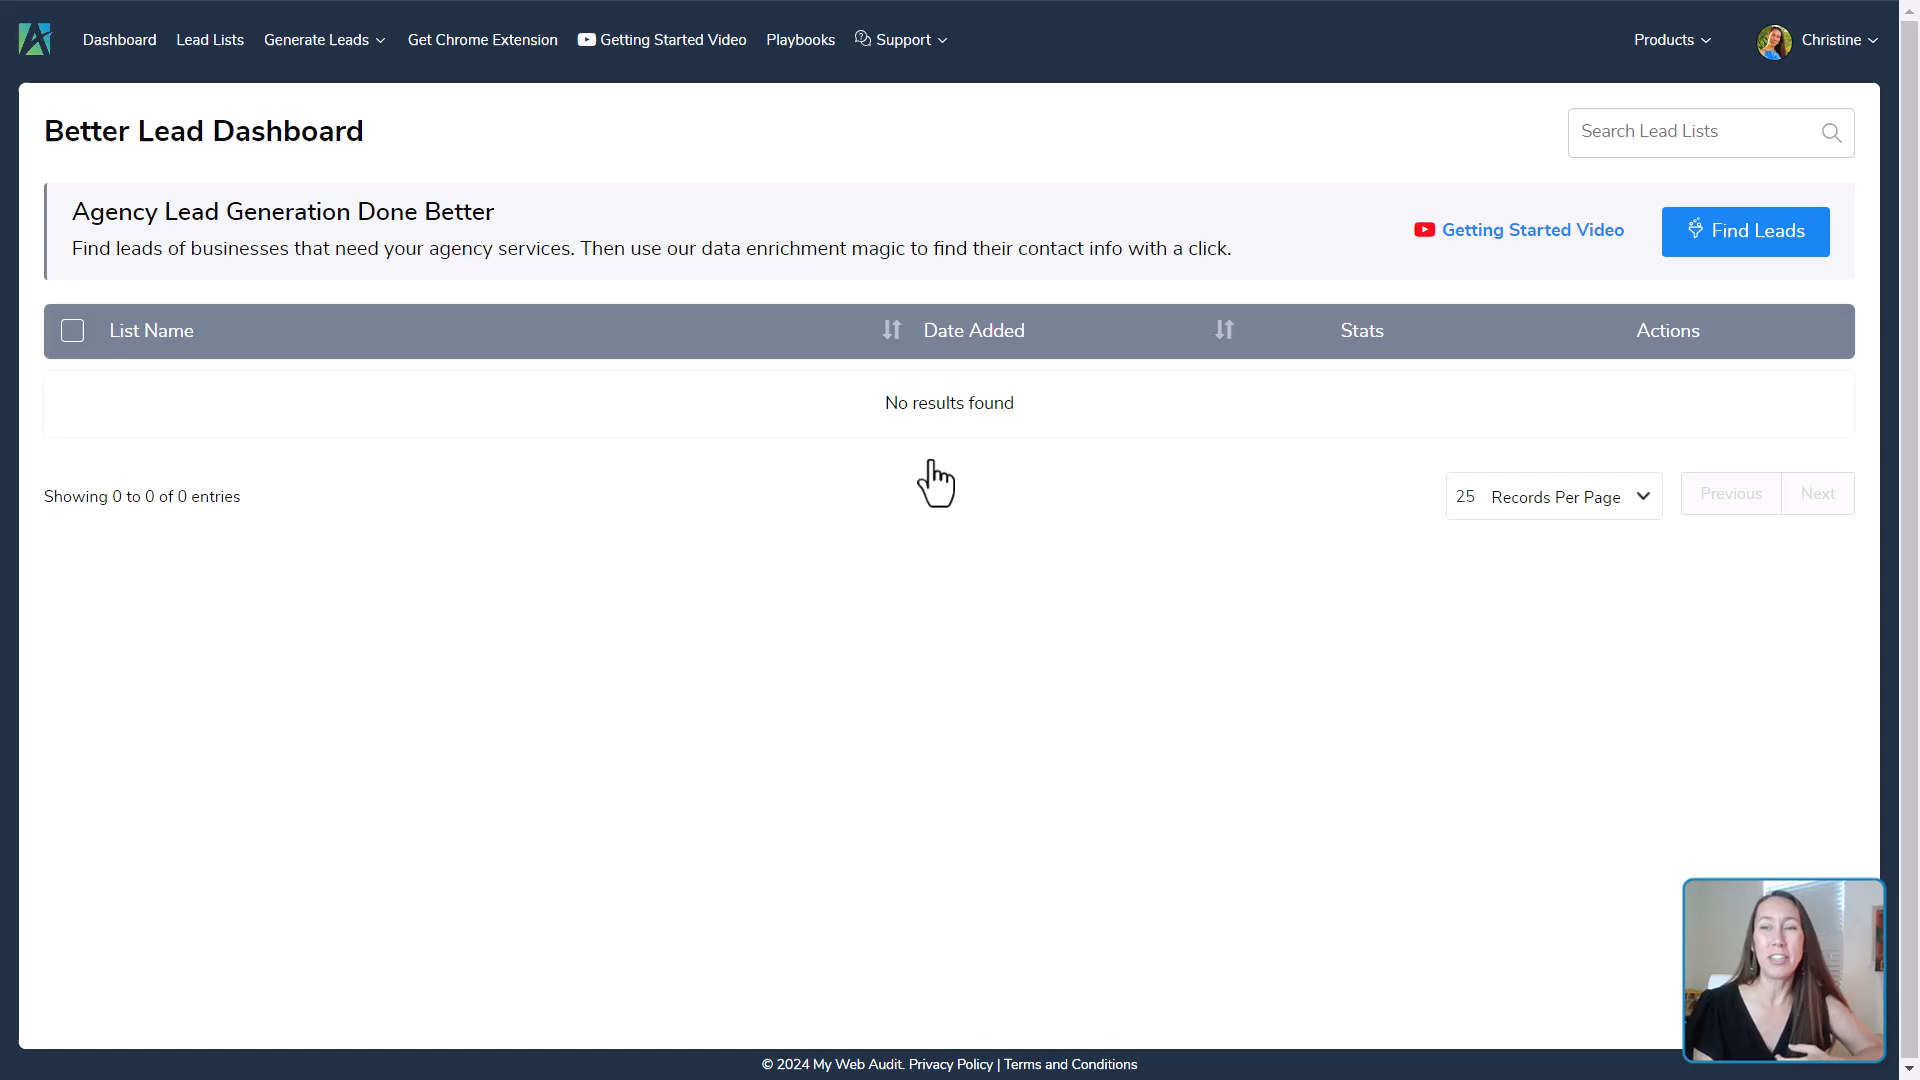 Dashboard Lead Lists Generate Leads Get Chrome Extension Getting Started Video Playbooks Support Products Christine
Better Lead Dashboard
Search Lead Lists
Agency Lead Generation Done Better
Find leads of businesses that need your agency services. Then use our data enrichment magic to find their contact info with a click.
Getting Started Video
Find Leads
List Name Date Added Stats Actions
No results found
Showing 0 to 0 of 0 entries
25 Records Per Page
Previous Next
© 2024 My Web Audit. Privacy Policy | Terms and Conditions